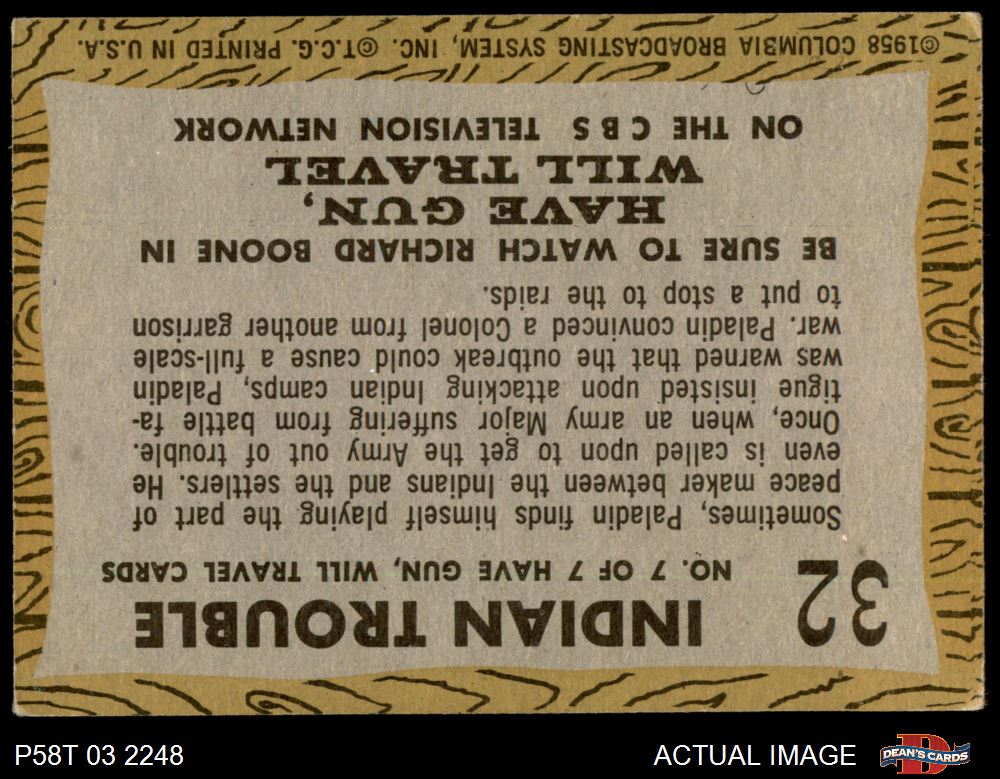 32
INDIAN TROUBLE
NO. 7 OF 7 HAVE GUN, WILL TRAVEL CARDS
Sometimes, Paladin finds himself playing the part of
peace maker between the Indians and the settlers. He
even is called upon to get the Army out of trouble.
Once, when an army Major suffering from battle fa-
tigue insisted upon attacking Indian camps, Paladin
was warned that the outbreak could cause a full-scale
war. Paladin convinced a Colonel from another garrison
to put a stop to the raids.
BE SURE TO WATCH RICHARD BOONE IN
HAVE GUN,
WILL TRAVEL
ON THE CBS TELEVISION NETWORK
©1958 COLUMBIA BROADCASTING SYSTEM, INC. ©T.C.G. PRINTED IN U.S.A.
P58T 03 2248
ACTUAL IMAGE
D
DEAN'S CARDS